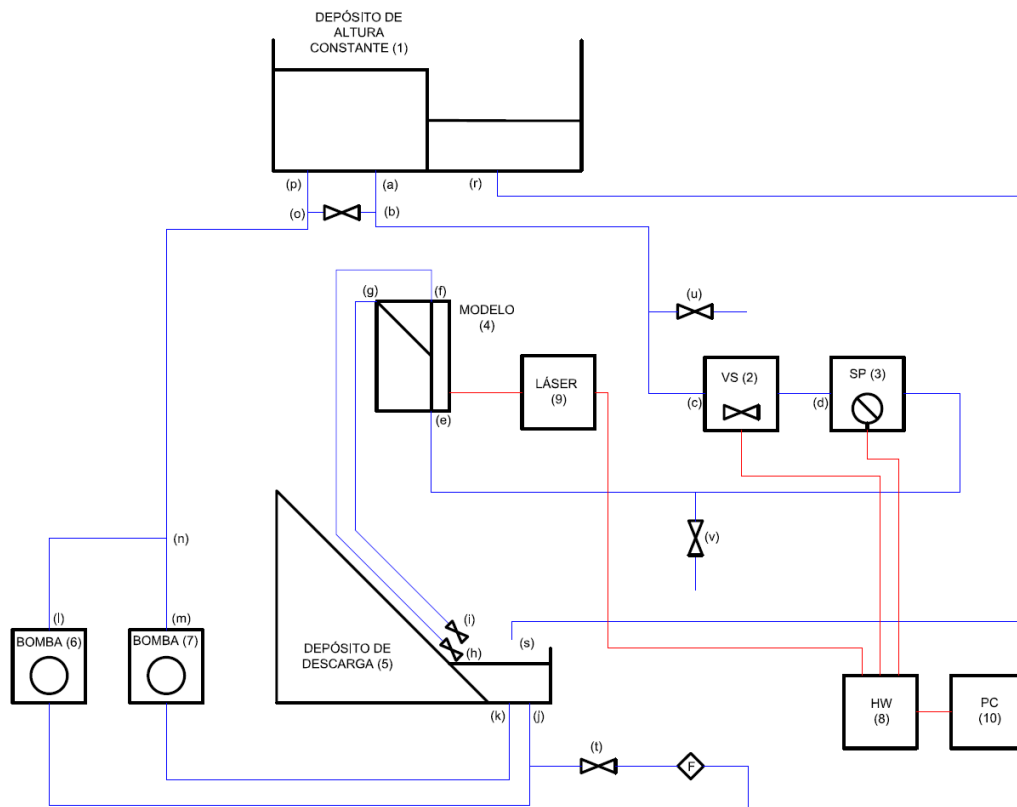 DEPÓSITO DE
ALTURA
CONSTANTE (1)
(p)
(a)
(r)
(o)
(b)
(g)
(f)
MODELO
(4)
(u)
LÁSER
(9)
VS (2)
SP (3)
(c)
(d)
(e)
(n)
(v)
(l)
(m)
BOMBA (6)
BOMBA (7)
(i)
(s)
(h)
DEPÓSITO DE
DESCARGA (5)
(k)
(j)
HW
(8)
PC
(10)
(t)
F